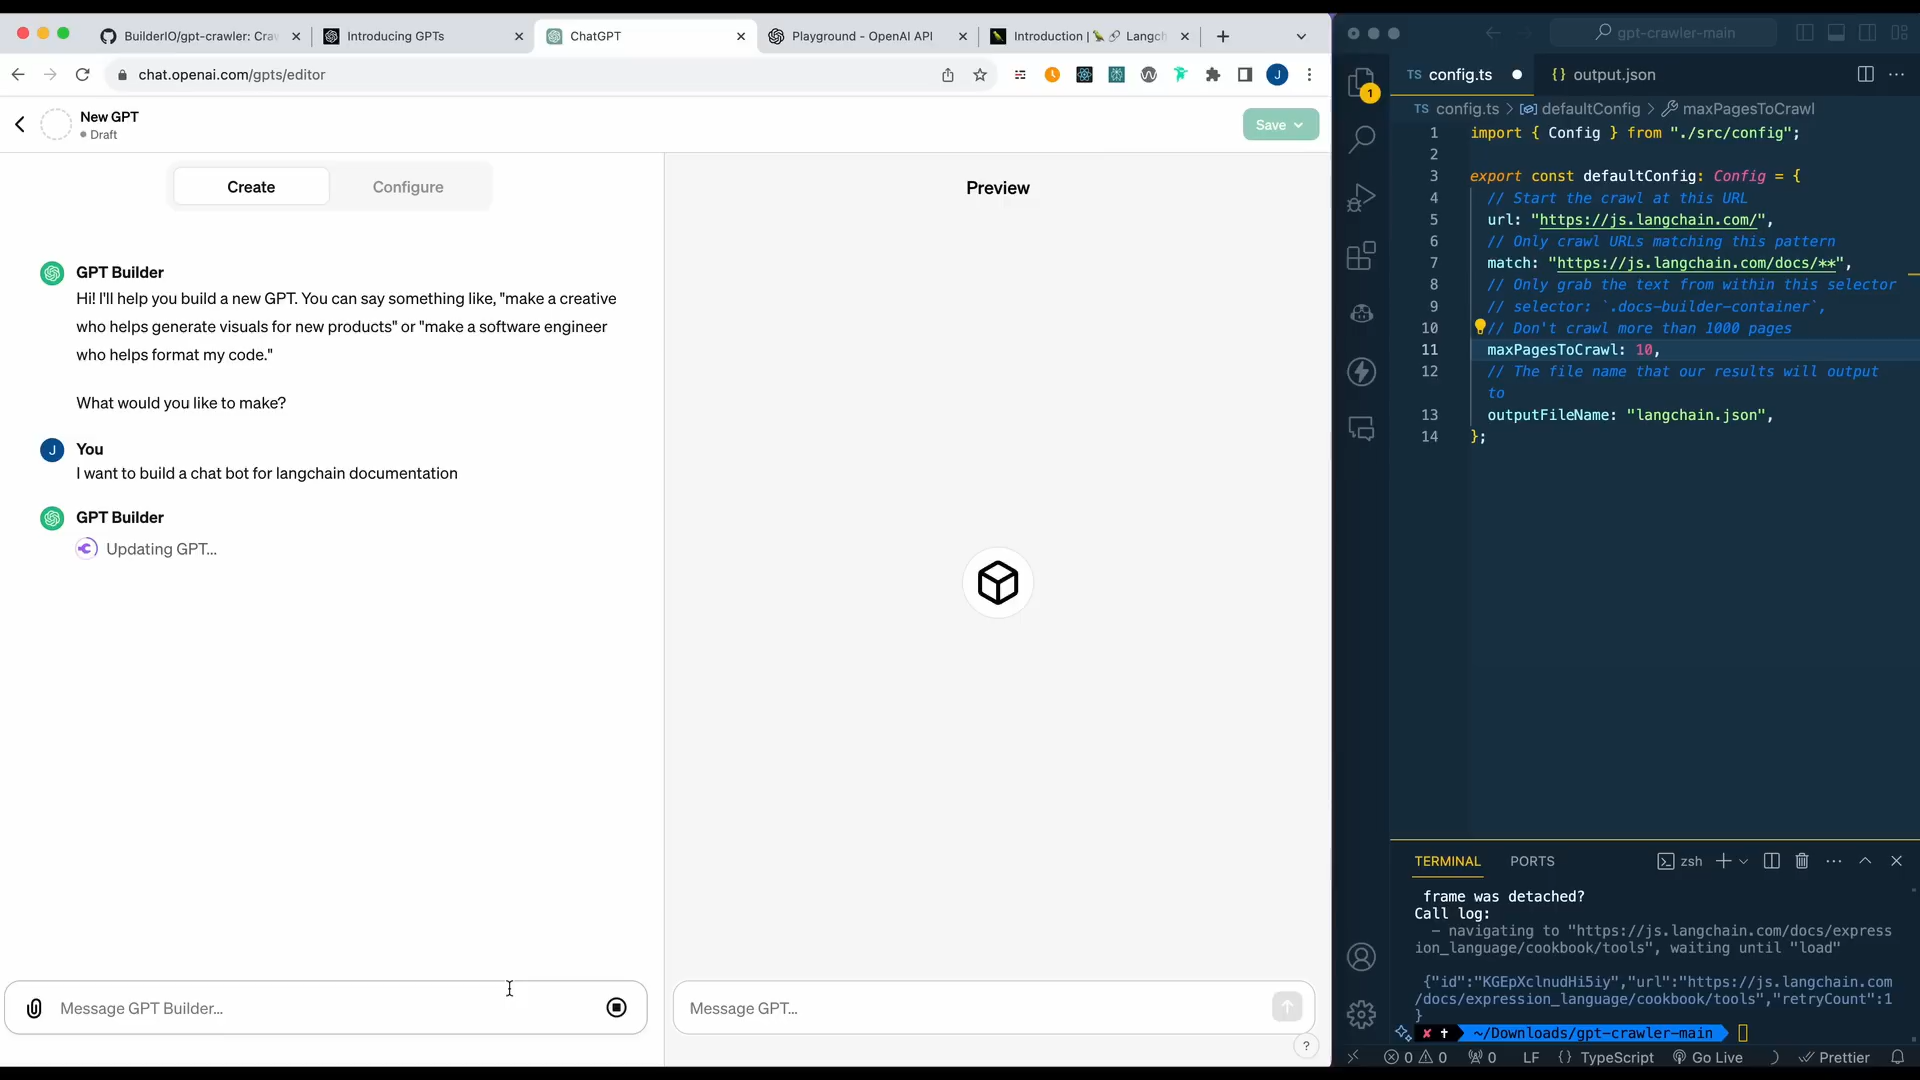 BuilderIO/gpt-crawler: Cra
Introducing GPTs
ChatGPT
Playground - OpenAI API
Introduction | 🦜️🔗 Langch
chat.openai.com/gpts/editor
J
New GPT
Draft
Save
Create
Configure
Preview
GPT Builder
Hi! I'll help you build a new GPT. You can say something like, "make a creative
who helps generate visuals for new products" or "make a software engineer
who helps format my code."
What would you like to make?
J
You
I want to build a chat bot for langchain documentation
GPT Builder
Updating GPT...
Message GPT Builder...
Message GPT...
?
gpt-crawler-main
1
TS config.ts
{} output.json
TS config.ts > defaultConfig > maxPagesToCrawl
1 import { Config } from "./src/config";
2
3 export const defaultConfig: Config = {
4 // Start the crawl at this URL
5 url: "https://js.langchain.com/",
6 // Only crawl URLs matching this pattern
7 match: "https://js.langchain.com/docs/**",
8 // Only grab the text from within this selector
9 // selector: `.docs-builder-container`,
10 // Don't crawl more than 1000 pages
11 maxPagesToCrawl: 10,
12 // The file name that our results will output
to
13 outputFileName: "langchain.json",
14 };
TERMINAL
PORTS
zsh
frame was detached?
Call log:
– navigating to "https://js.langchain.com/docs/express
ion_language/cookbook/tools", waiting until "load"
{"id":"KGEpXclnudHi5iy","url":"https://js.langchain.com
/docs/expression_language/cookbook/tools","retryCount":1
}
✘ ✝ ~/Downloads/gpt-crawler-main
0 0 0 LF {} TypeScript Go Live Prettier